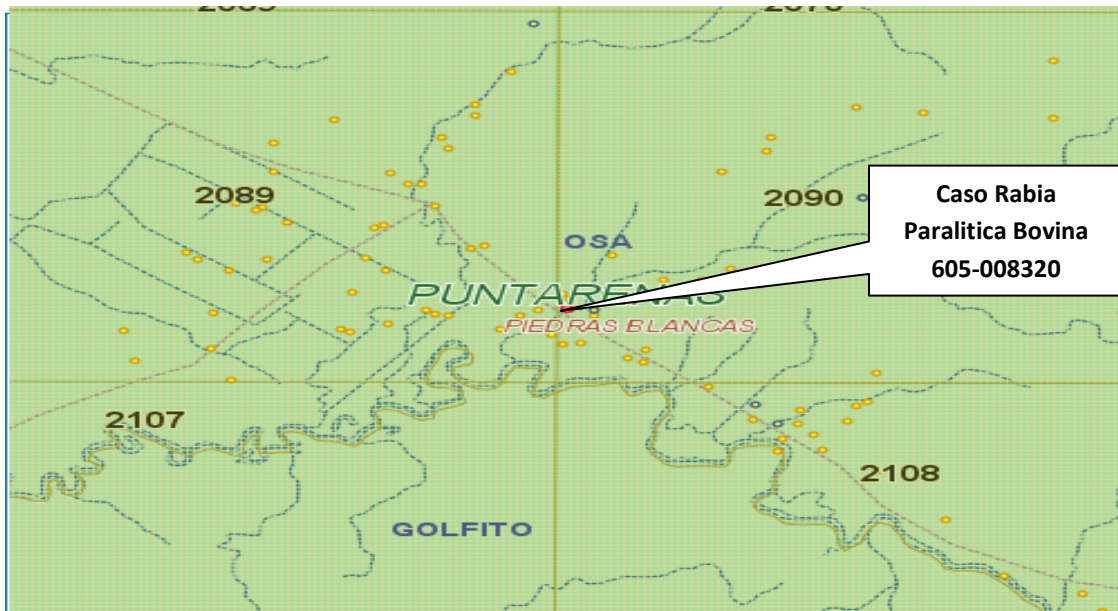 2089
2090
Caso Rabia
Paralitica Bovina
605-008320
OSA
PUNTARENAS
PIEDRAS BLANCAS
2107
2108
GOLFITO